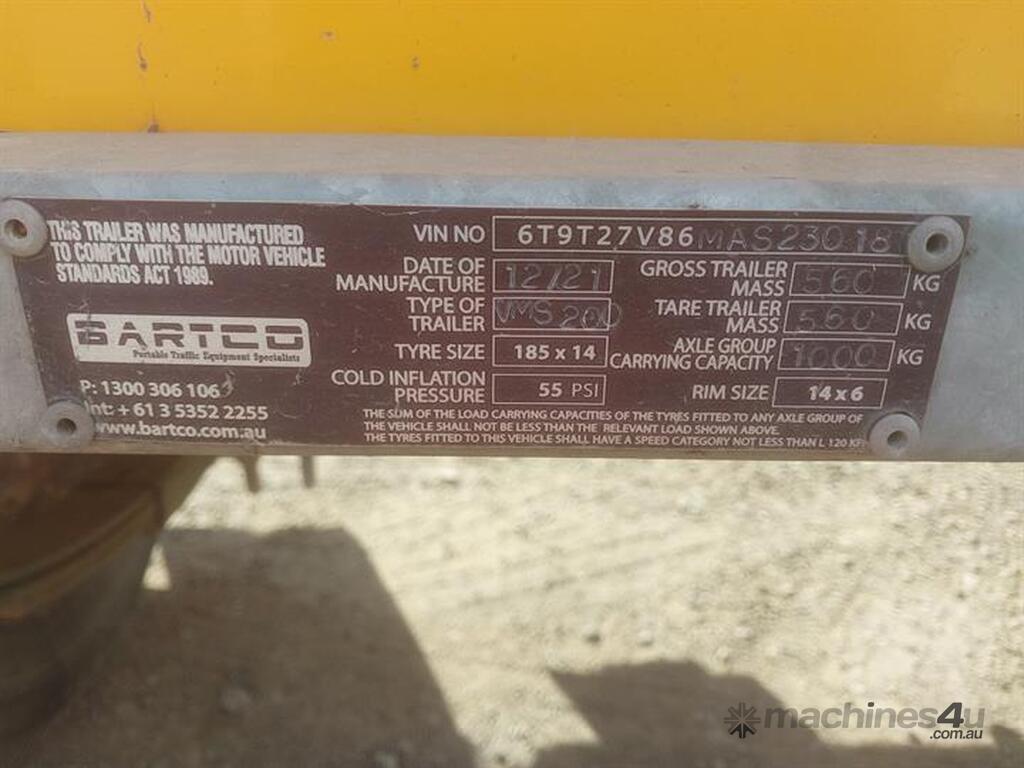 THIS TRAILER WAS MANUFACTURED
TO COMPLY WITH THE MOTOR VEHICLE
STANDARDS ACT 1989.
BARTCO
Portable Traffic Equipment Specialists
P: 1300 306 106
Int: + 61 3 5352 2255
www.bartco.com.au
VIN NO 6T9T27V86MAS23018
DATE OF MANUFACTURE 12/21
TYPE OF TRAILER VMS 200
TYRE SIZE 185 x 14
COLD INFLATION PRESSURE 55 PSI
GROSS TRAILER MASS 560 KG
TARE TRAILER MASS 560 KG
AXLE GROUP CARRYING CAPACITY 1000 KG
RIM SIZE 14 x 6
THE SUM OF THE LOAD CARRYING CAPACITIES OF THE TYRES FITTED TO ANY AXLE GROUP OF
THE VEHICLE SHALL NOT BE LESS THAN THE RELEVANT LOAD SHOWN ABOVE.
THE TYRES FITTED TO THIS VEHICLE SHALL HAVE A SPEED CATEGORY NOT LESS THAN L 120
machines4u
.com.au